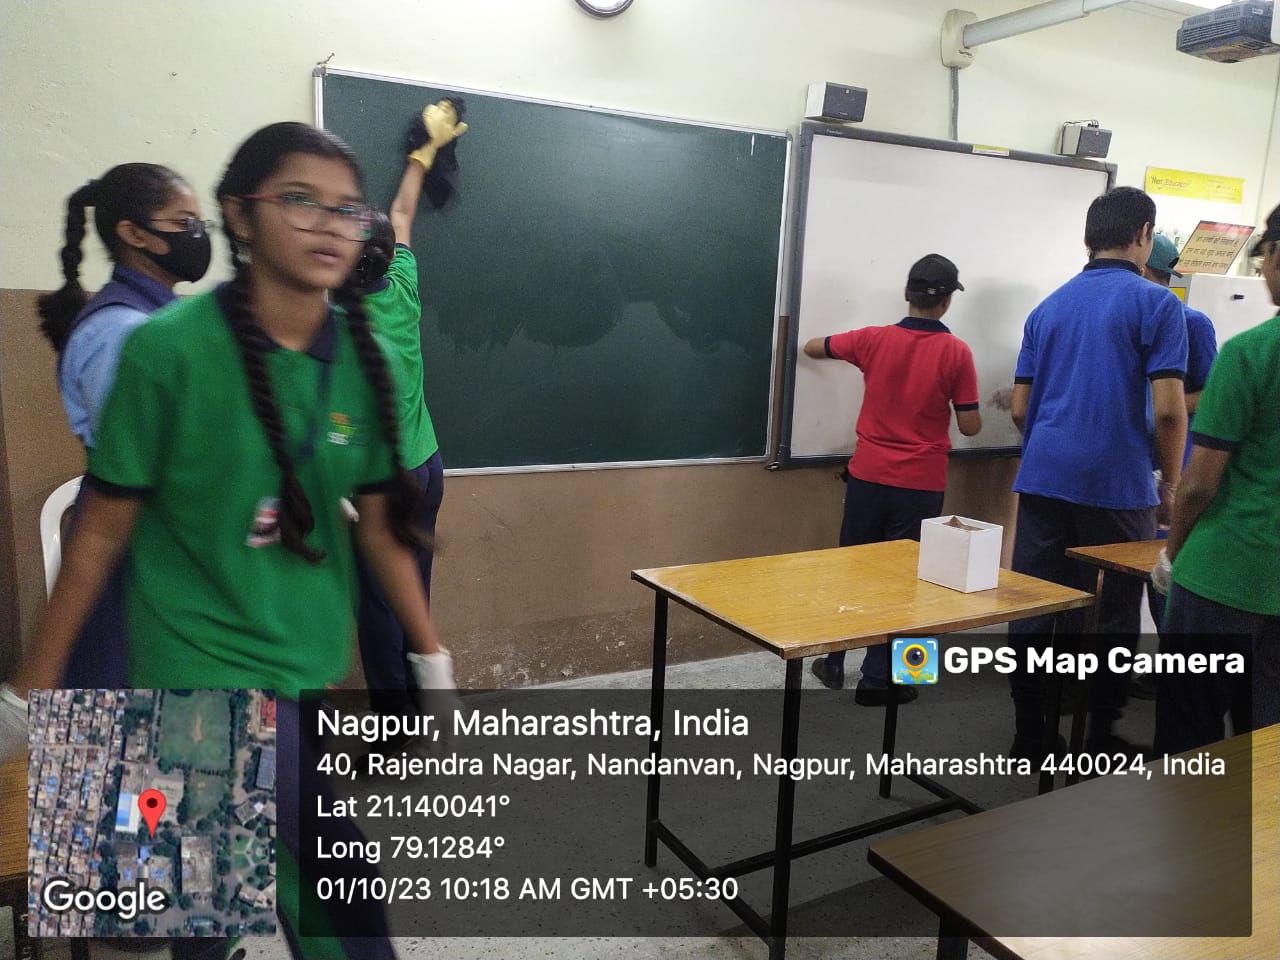 GPS Map Camera
Nagpur, Maharashtra, India
40, Rajendra Nagar, Nandanvan, Nagpur, Maharashtra 440024, India
Lat 21.140041°
Long 79.1284°
01/10/23 10:18 AM GMT +05:30
Google